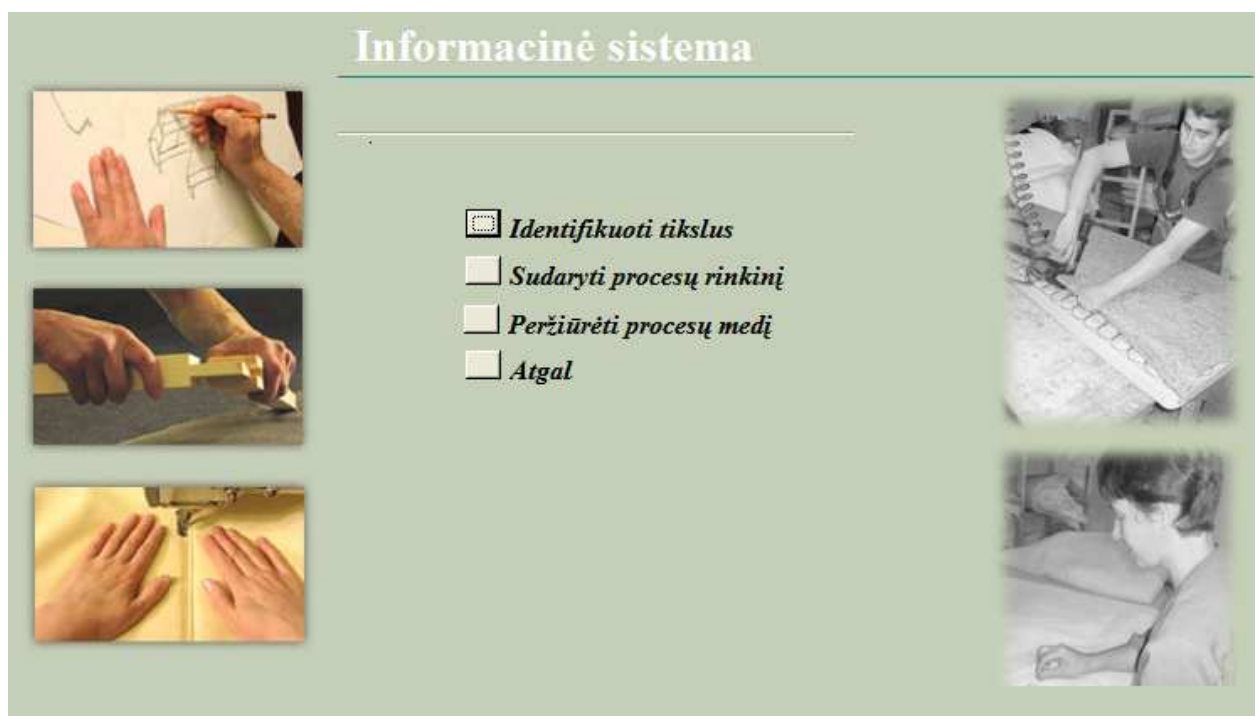 Informacinė sistema
Identifikuoti tikslus
Sudaryti procesų rinkinį
Peržiūrėti procesų medį
Atgal